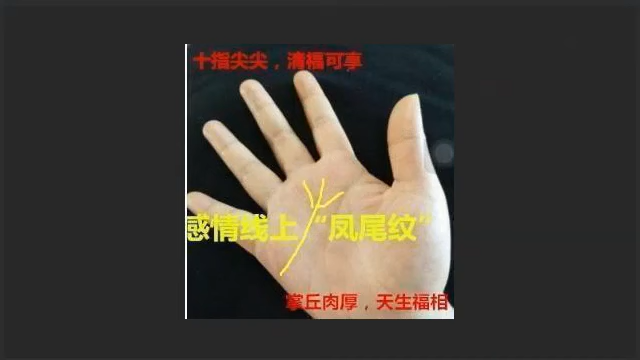 十指尖尖，清福可享
感情线上“凤尾纹”
掌丘肉厚，天生福相